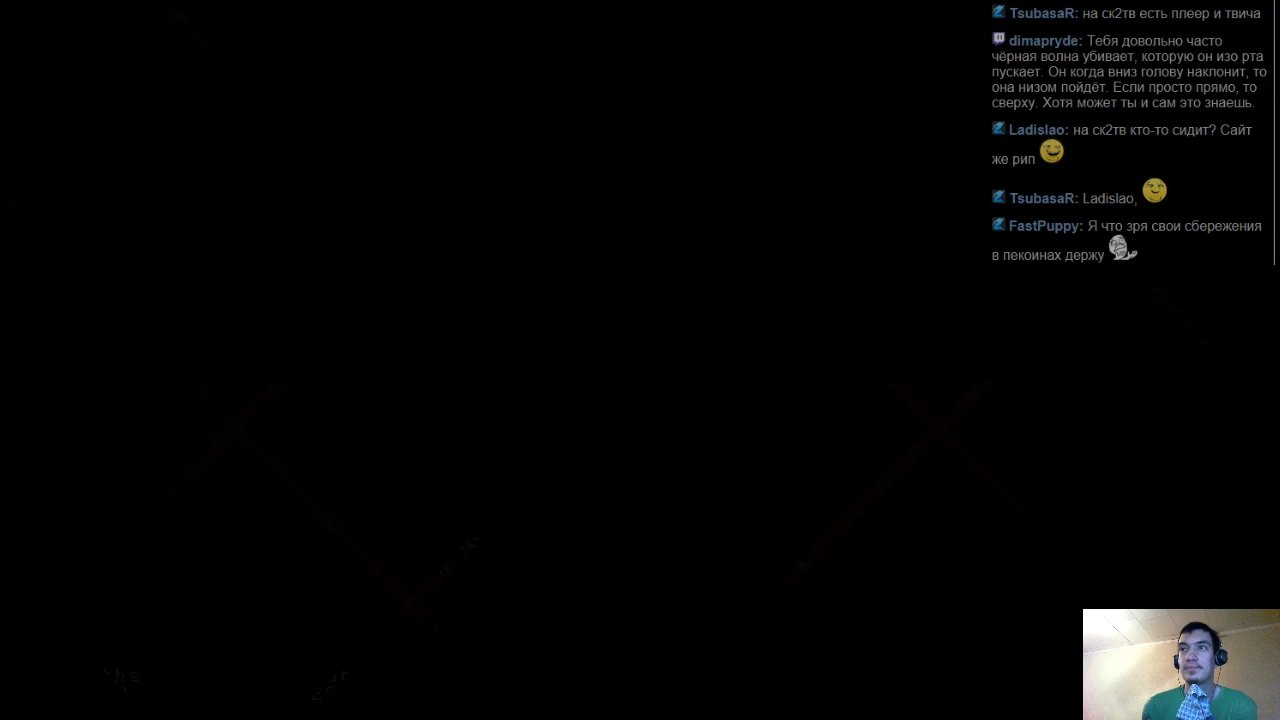 TsubasaR: на ск2тв есть плеер и твича
dimapryde: Тебя довольно часто
чёрная волна убивает, которую он изо рта
пускает. Он когда вниз голову наклонит, то
она низом пойдёт. Если просто прямо, то
сверху. Хотя может ты и сам это знаешь.
Ladislao: на ск2тв кто-то сидит? Сайт
же рип
TsubasaR: Ladislao,
FastPuppy: Я что зря свои сбережения
в пекоинах держу